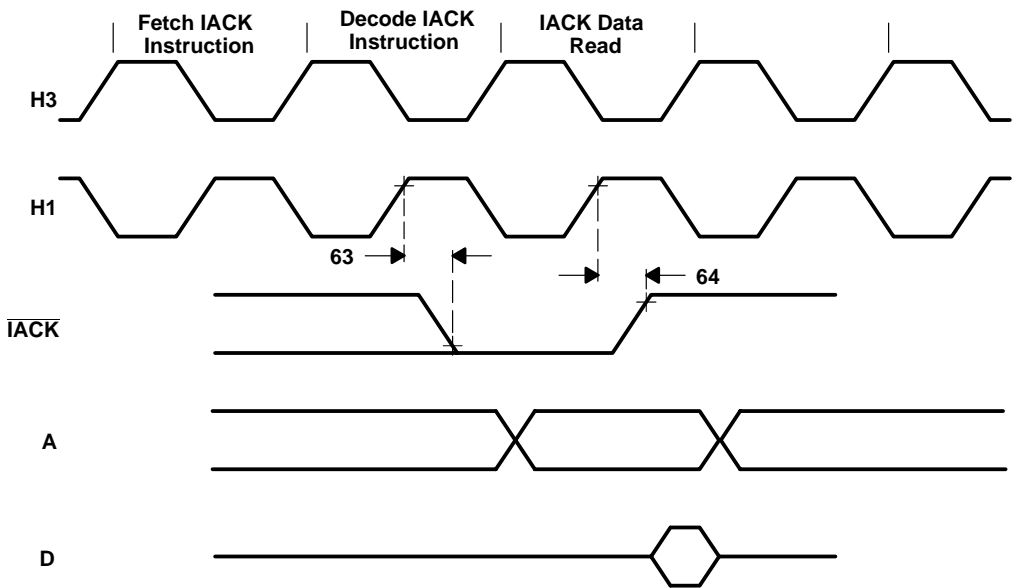 Fetch IACK
Instruction
Decode IACK
Instruction
IACK Data
Read
H3
H1
63
64
IACK
A
D